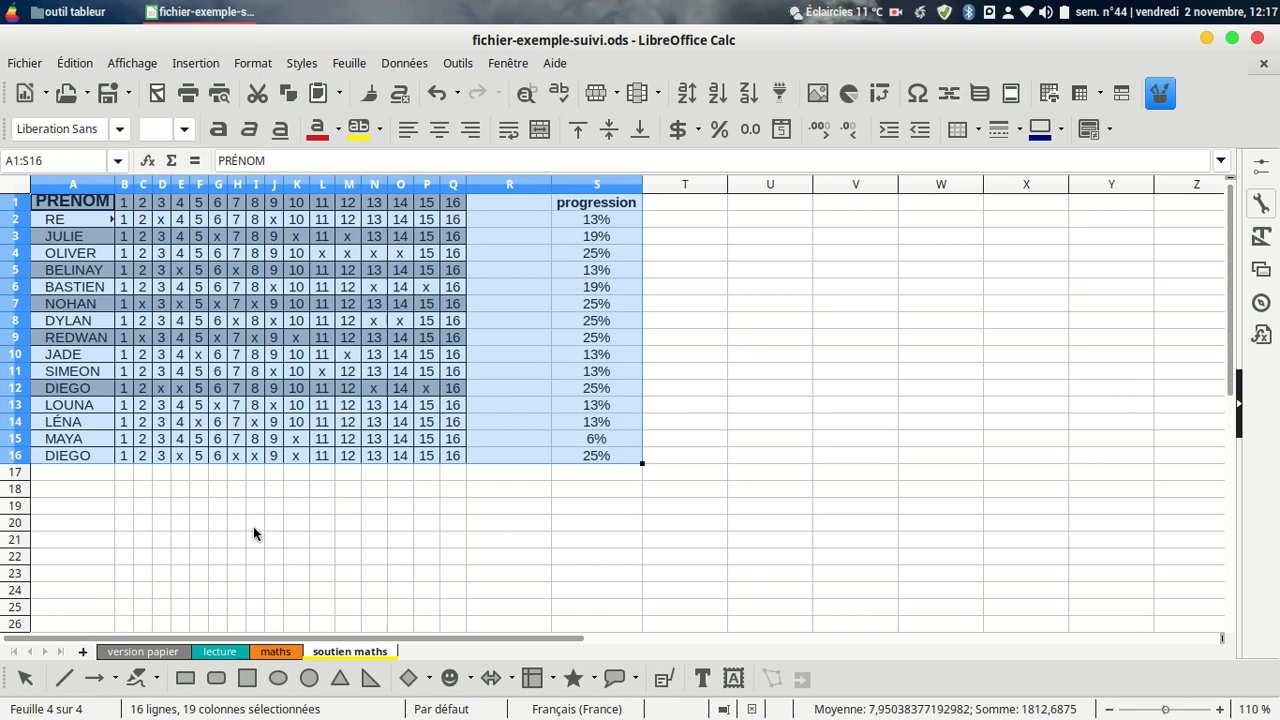 outil tableur fichier-exemple-s... Éclaircies 11 °C sem. n°44 | vendredi 2 novembre, 12:17
fichier-exemple-suivi.ods - LibreOffice Calc
Fichier Édition Affichage Insertion Format Styles Feuille Données Outils Fenêtre Aide
Liberation Sans
A1:S16 PRÉNOM
A B C D E F G H I J K L M N O P Q R S T U V W X Y Z
1 PRÉNOM 1 2 3 4 5 6 7 8 9 10 11 12 13 14 15 16 progression
2 RE 1 2 x 4 5 6 7 8 x 10 11 12 13 14 15 16 13%
3 JULIE 1 2 3 4 5 x 7 8 9 x 11 x 13 14 15 16 19%
4 OLIVER 1 2 3 4 5 6 7 8 9 10 x x x x 15 16 25%
5 BELINAY 1 2 3 x 5 6 x 8 9 10 11 12 13 14 15 16 13%
6 BASTIEN 1 2 3 4 5 6 7 8 x 10 11 12 x 14 x 16 19%
7 NOHAN 1 x 3 x 5 x 7 x 9 10 11 12 13 14 15 16 25%
8 DYLAN 1 2 3 4 5 6 x 8 x 10 11 12 x x 15 16 25%
9 REDWAN 1 x 3 4 5 x 7 x 9 x 11 12 13 14 15 16 25%
10 JADE 1 2 3 4 x 6 7 8 9 10 11 x 13 14 15 16 13%
11 SIMEON 1 2 3 4 5 6 7 8 x 10 x 12 13 14 15 16 13%
12 DIEGO 1 2 x x 5 6 7 8 9 10 11 12 x 14 x 16 25%
13 LOUNA 1 2 3 4 5 x 7 8 x 10 11 12 13 14 15 16 13%
14 LÉNA 1 2 3 4 x 6 7 x 9 10 11 12 13 14 15 16 13%
15 MAYA 1 2 3 4 5 6 7 8 9 x 11 12 13 14 15 16 6%
16 DIEGO 1 2 3 x 5 6 x x 9 x 11 12 13 14 15 16 25%
17
18
19
20
21
22
23
24
25
26
version papier lecture maths soutien maths
Feuille 4 sur 4 16 lignes, 19 colonnes sélectionnées Par défaut Français (France) Moyenne: 7,95038377192982; Somme: 1812,6875 110 %